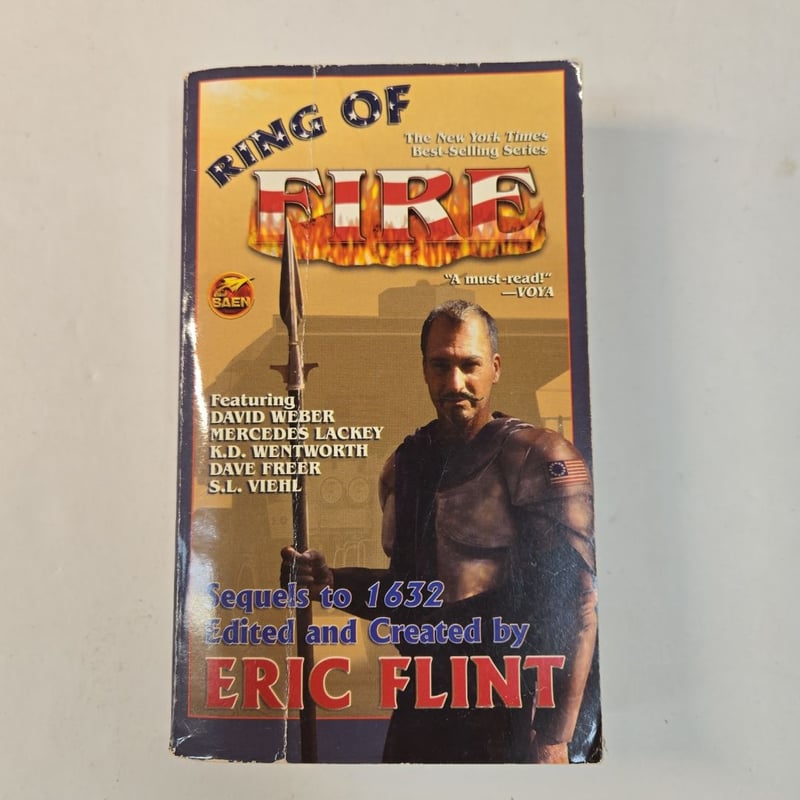 RING OF
The New York Times
Best-Selling Series
FIRE
"A must-read!"
—VOYA
BAEN
Featuring
DAVID WEBER
MERCEDES LACKEY
K.D. WENTWORTH
DAVE FREER
S.L. VIEHL
Sequels to 1632
Edited and Created by
ERIC FLINT